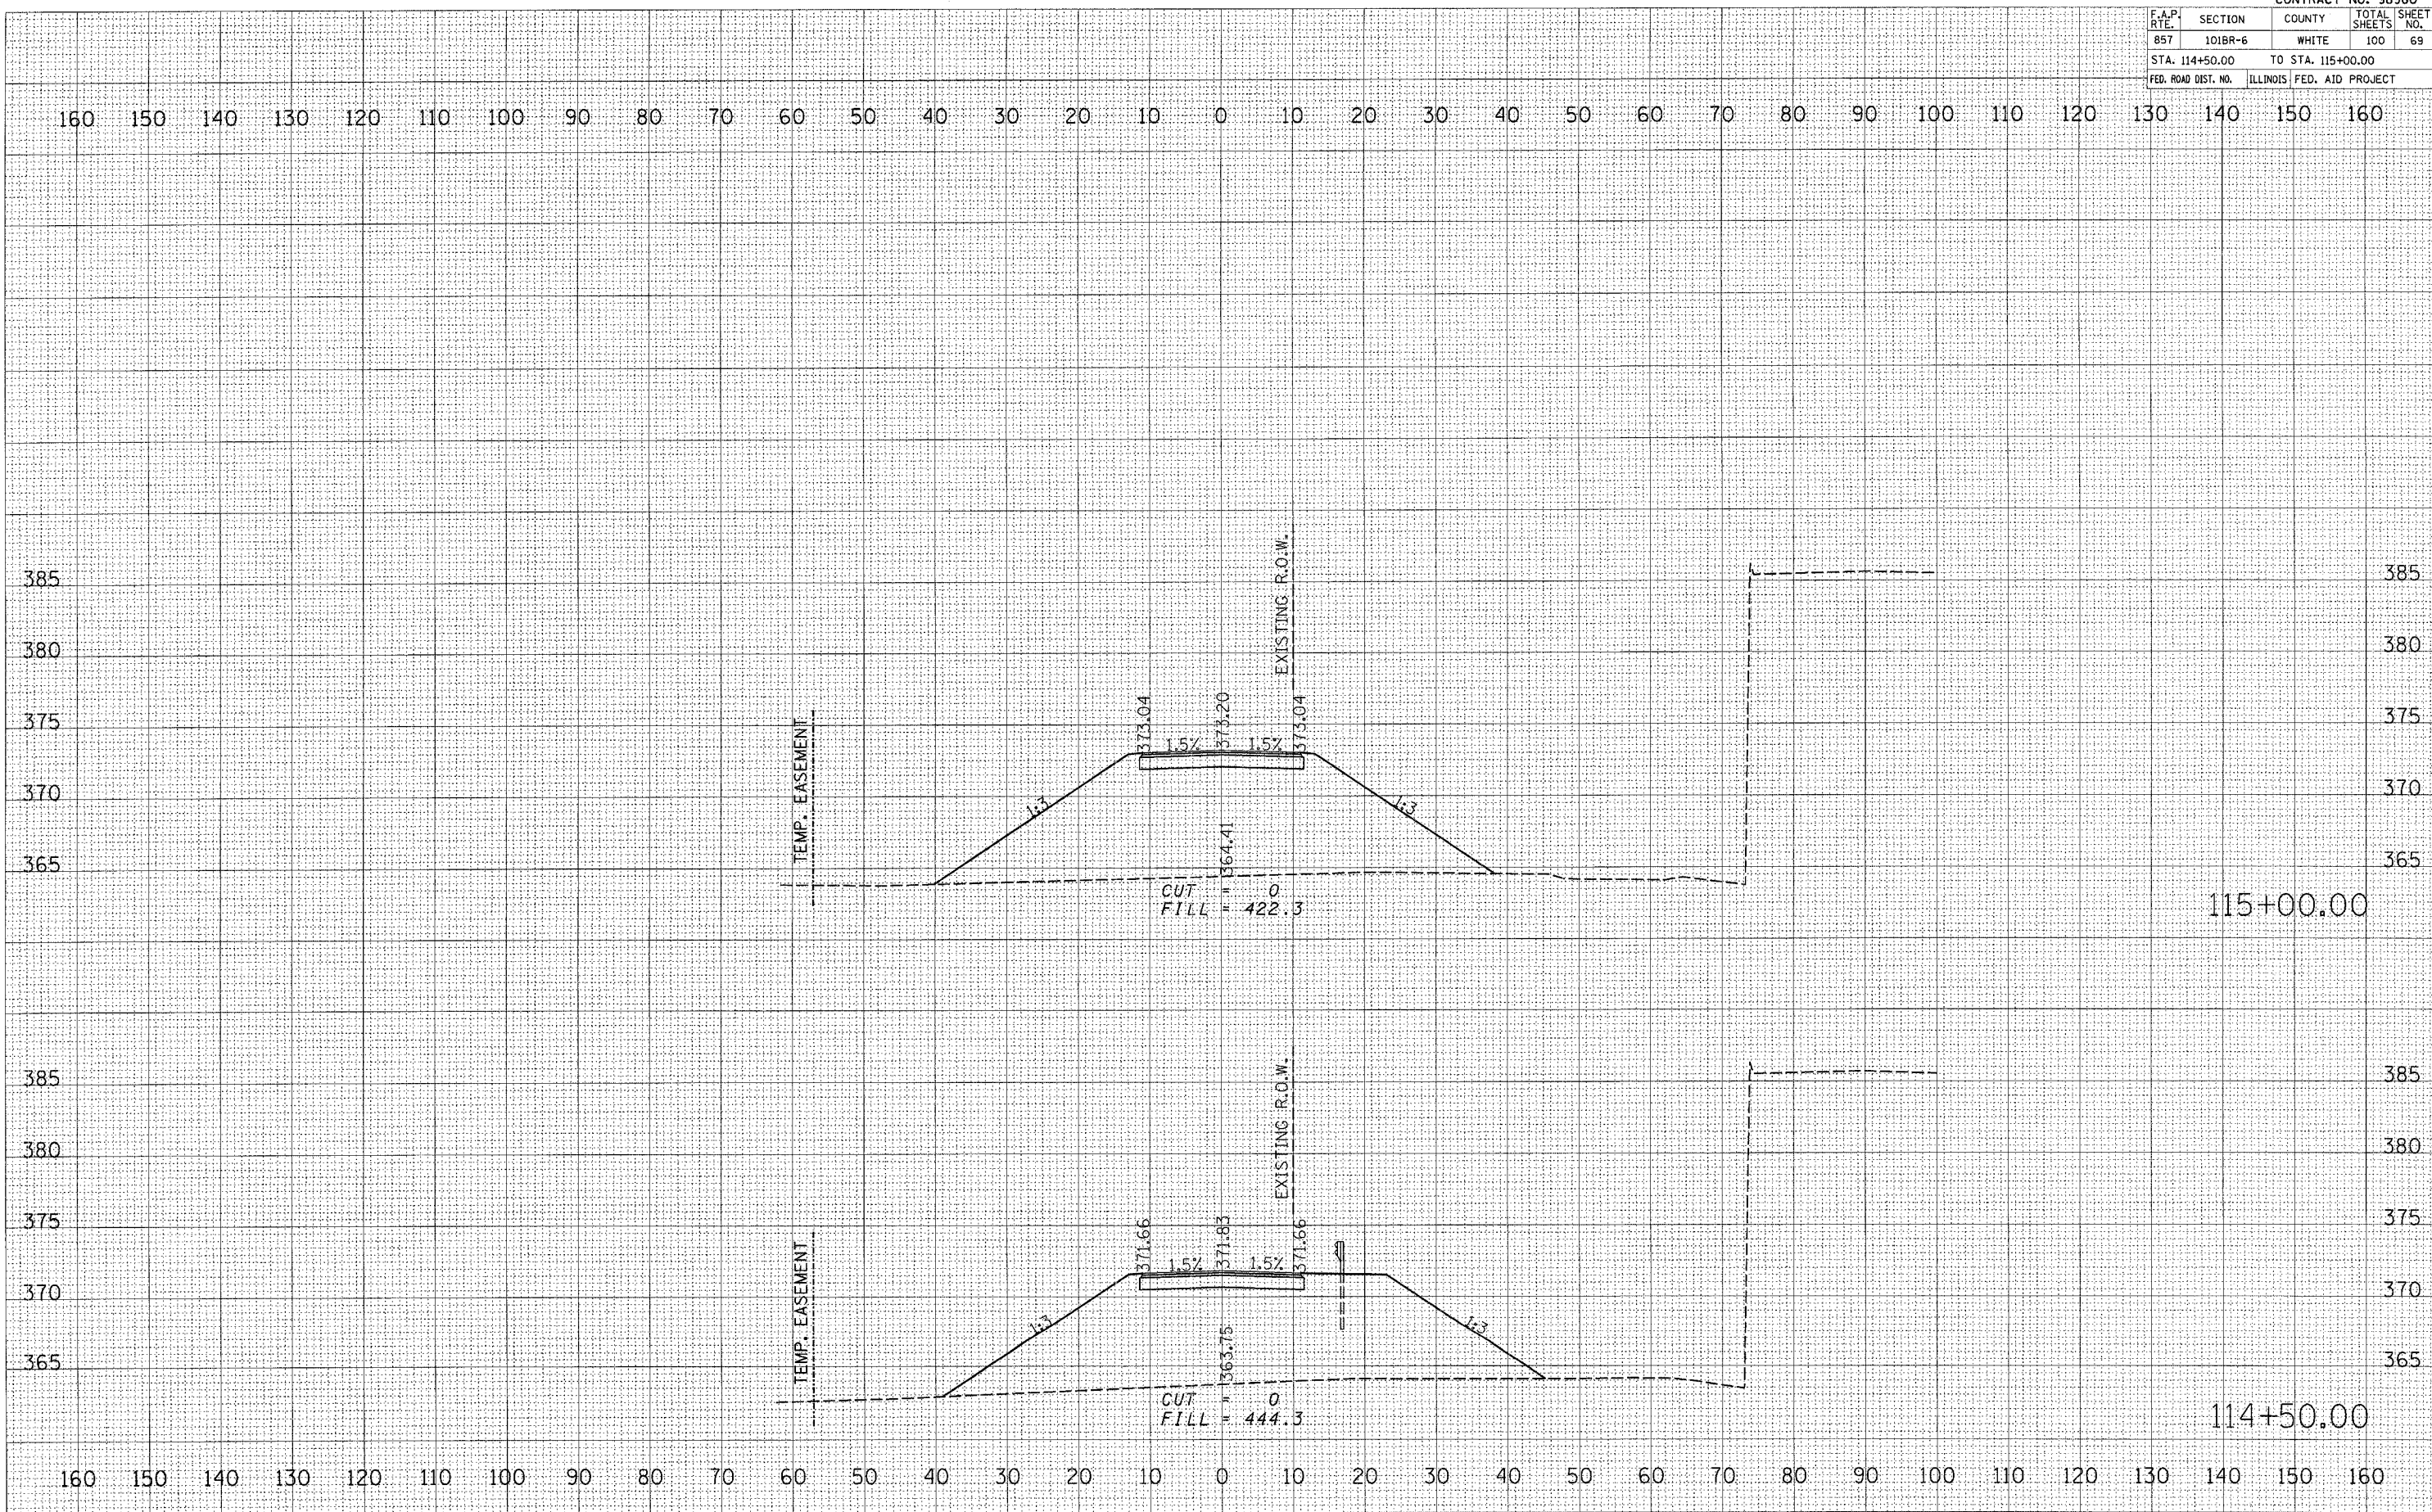 F.A.P. RTE. SECTION COUNTY TOTAL SHEETS SHEET NO.
857 101BR-6 WHITE 100 69
STA. 114+50.00 TO STA. 115+00.00
FED. ROAD DIST. NO. ILLINOIS FED. AID PROJECT
160 150 140 130 120 110 100 90 80 70 60 50 40 30 20 10 0 10 20 30 40 50 60 70 80 90 100 110 120 130 140 150 160
EXISTING R.O.W.
385 385
380 380
TEMP. EASEMENT
373.04 373.20 373.04
375 375
1.5% 1.5%
370 370
1:3 1:3
364.41
365 365
CUT = 0
FILL = 422.3
115+00.00
EXISTING R.O.W.
385 385
380 380
375 375
TEMP. EASEMENT
371.66 371.83 371.66
1.5% 1.5%
370 370
1:3 1:3
363.75
365 365
CUT = 0
FILL = 444.3
114+50.00
160 150 140 130 120 110 100 90 80 70 60 50 40 30 20 10 0 10 20 30 40 50 60 70 80 90 100 110 120 130 140 150 160